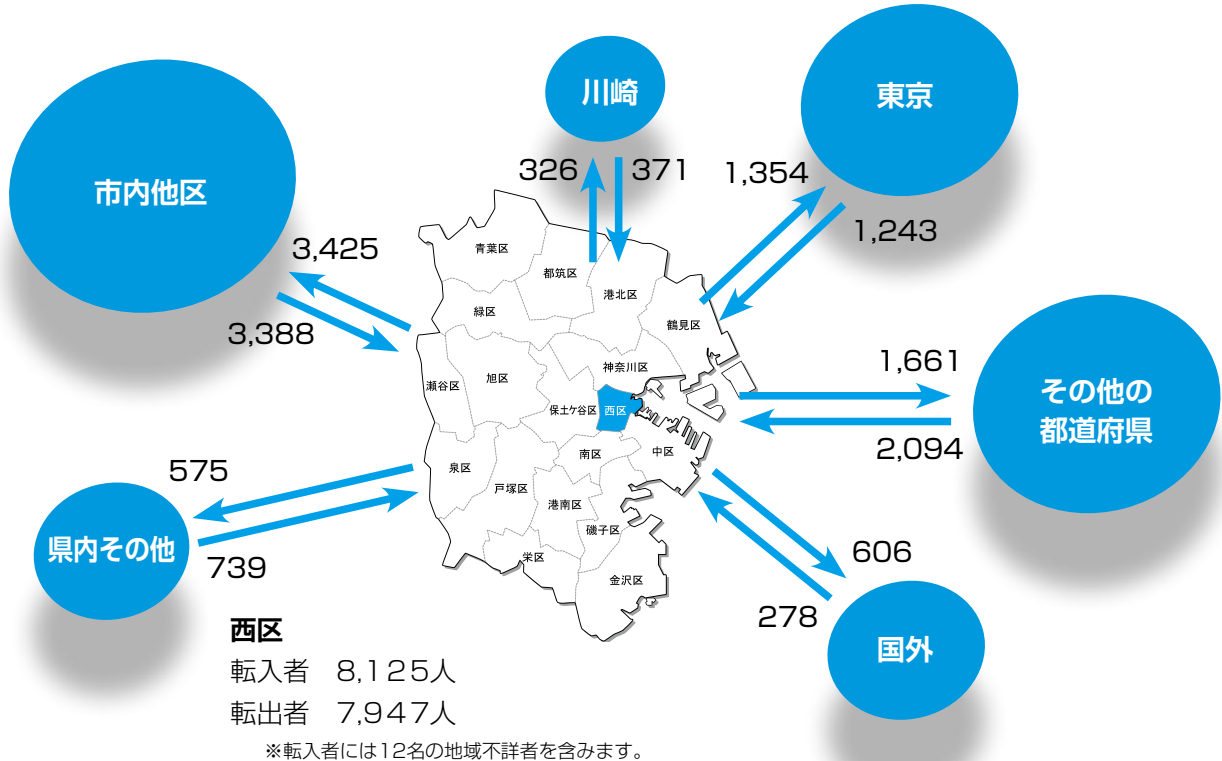 川崎
東京
市内他区
326
371
1,354
1,243
3,425
3,388
青葉区
都筑区
港北区
緑区
鶴見区
神奈川区
瀬谷区
旭区
保土ケ谷区
西区
1,661
2,094
その他の
都道府県
南区
中区
泉区
戸塚区
港南区
磯子区
栄区
金沢区
575
739
県内その他
606
278
国外
西区
転入者 8,125人
転出者 7,947人
※転入者には12名の地域不詳者を含みます。